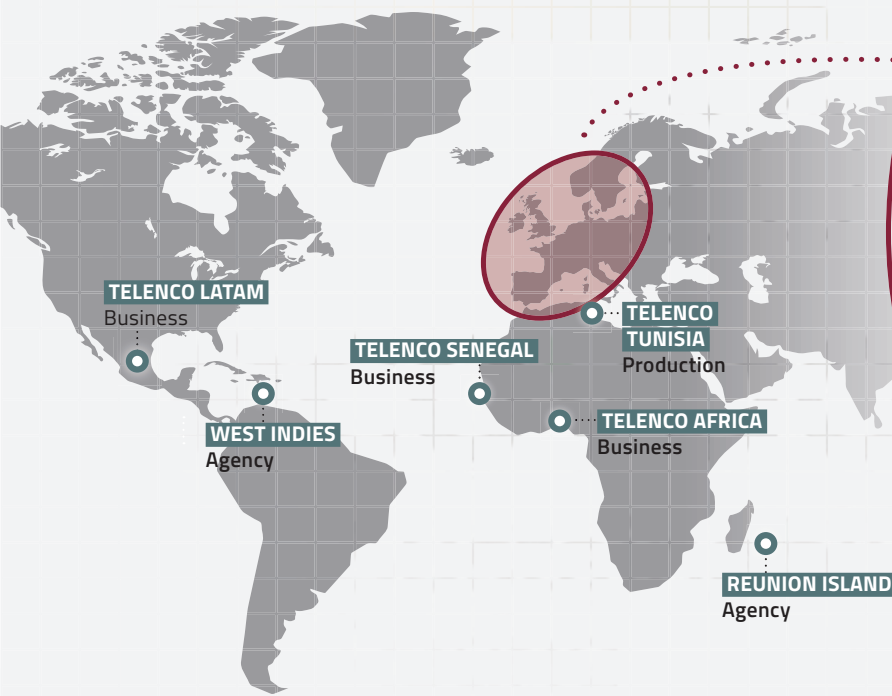 TELENCO LATAM
Business
TELENCO
TUNISIA
Production
TELENCO SENEGAL
Business
TELENCO AFRICA
Business
WEST INDIES
Agency
REUNION ISLAND
Agency